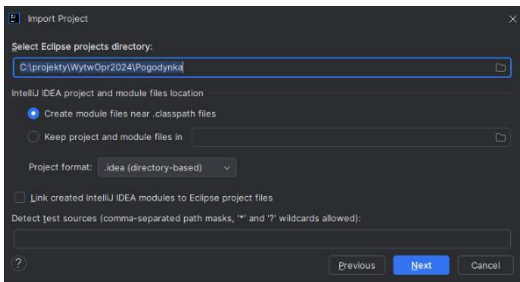 Import Project
Select Eclipse projects directory:
C:\projekty\WytwOpr2024\Pogodynka
IntelliJ IDEA project and module files location
Create module files near .classpath files
Keep project and module files in
Project format: .idea (directory-based)
Link created IntelliJ IDEA modules to Eclipse project files
Detect test sources (comma-separated path masks, '*' and '?' wildcards allowed):
? Previous Next Cancel